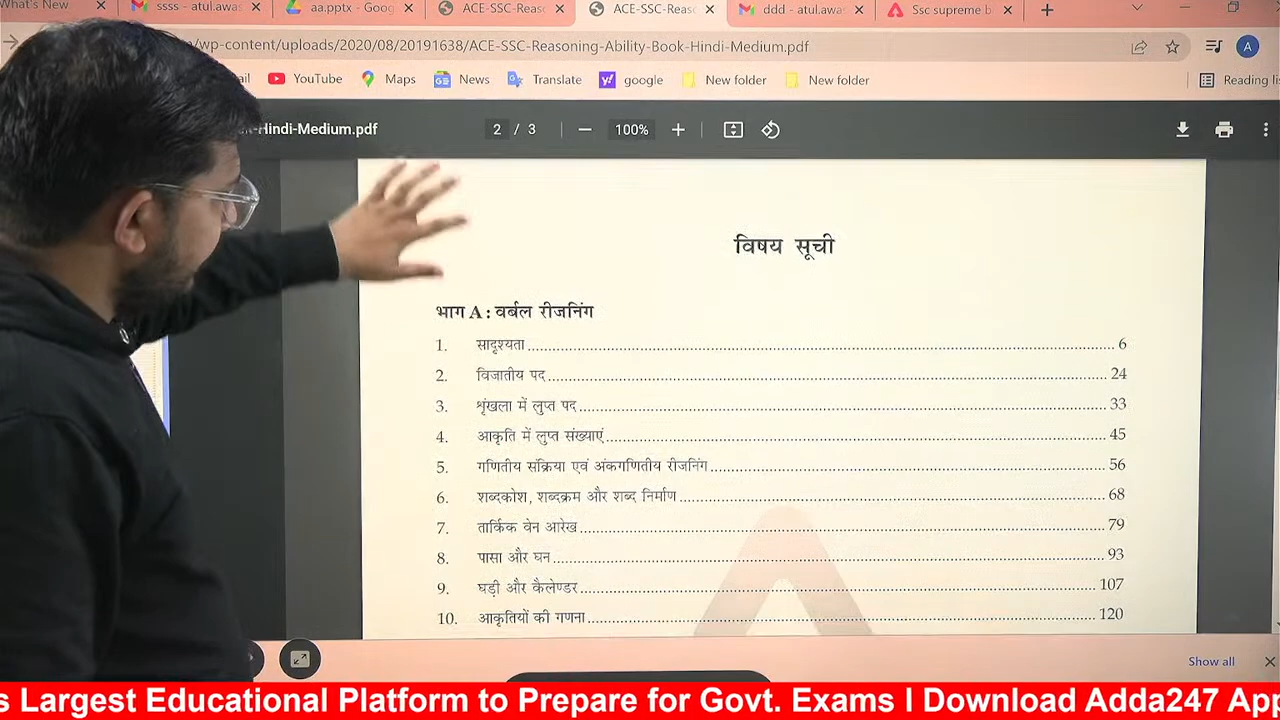 What's New
ssss - atul.awas
aa.pptx - Goog
ACE-SSC-Reaso
ACE-SSC-Reaso
ddd - atul.awas
Ssc supreme b
/wp-content/uploads/2020/08/20191638/ACE-SSC-Reasoning-Ability-Book-Hindi-Medium.pdf
A
YouTube
Maps
News
Translate
google
New folder
New folder
Reading lis
-Hindi-Medium.pdf
2 / 3
100%
विषय सूची
भाग A : वर्बल रीजनिंग
1. सादृश्यता 6
2. विजातीय पद 24
3. शृंखला में लुप्त पद 33
4. आकृति में लुप्त संख्याएं 45
5. गणितीय संक्रिया एवं अंकगणितीय रीजनिंग 56
6. शब्दकोश, शब्दक्रम और शब्द निर्माण 68
7. तार्किक वेन आरेख 79
8. पासा और घन 93
9. घड़ी और कैलेण्डर 107
10. आकृतियों की गणना 120
Show all
s Largest Educational Platform to Prepare for Govt. Exams I Download Adda247 App